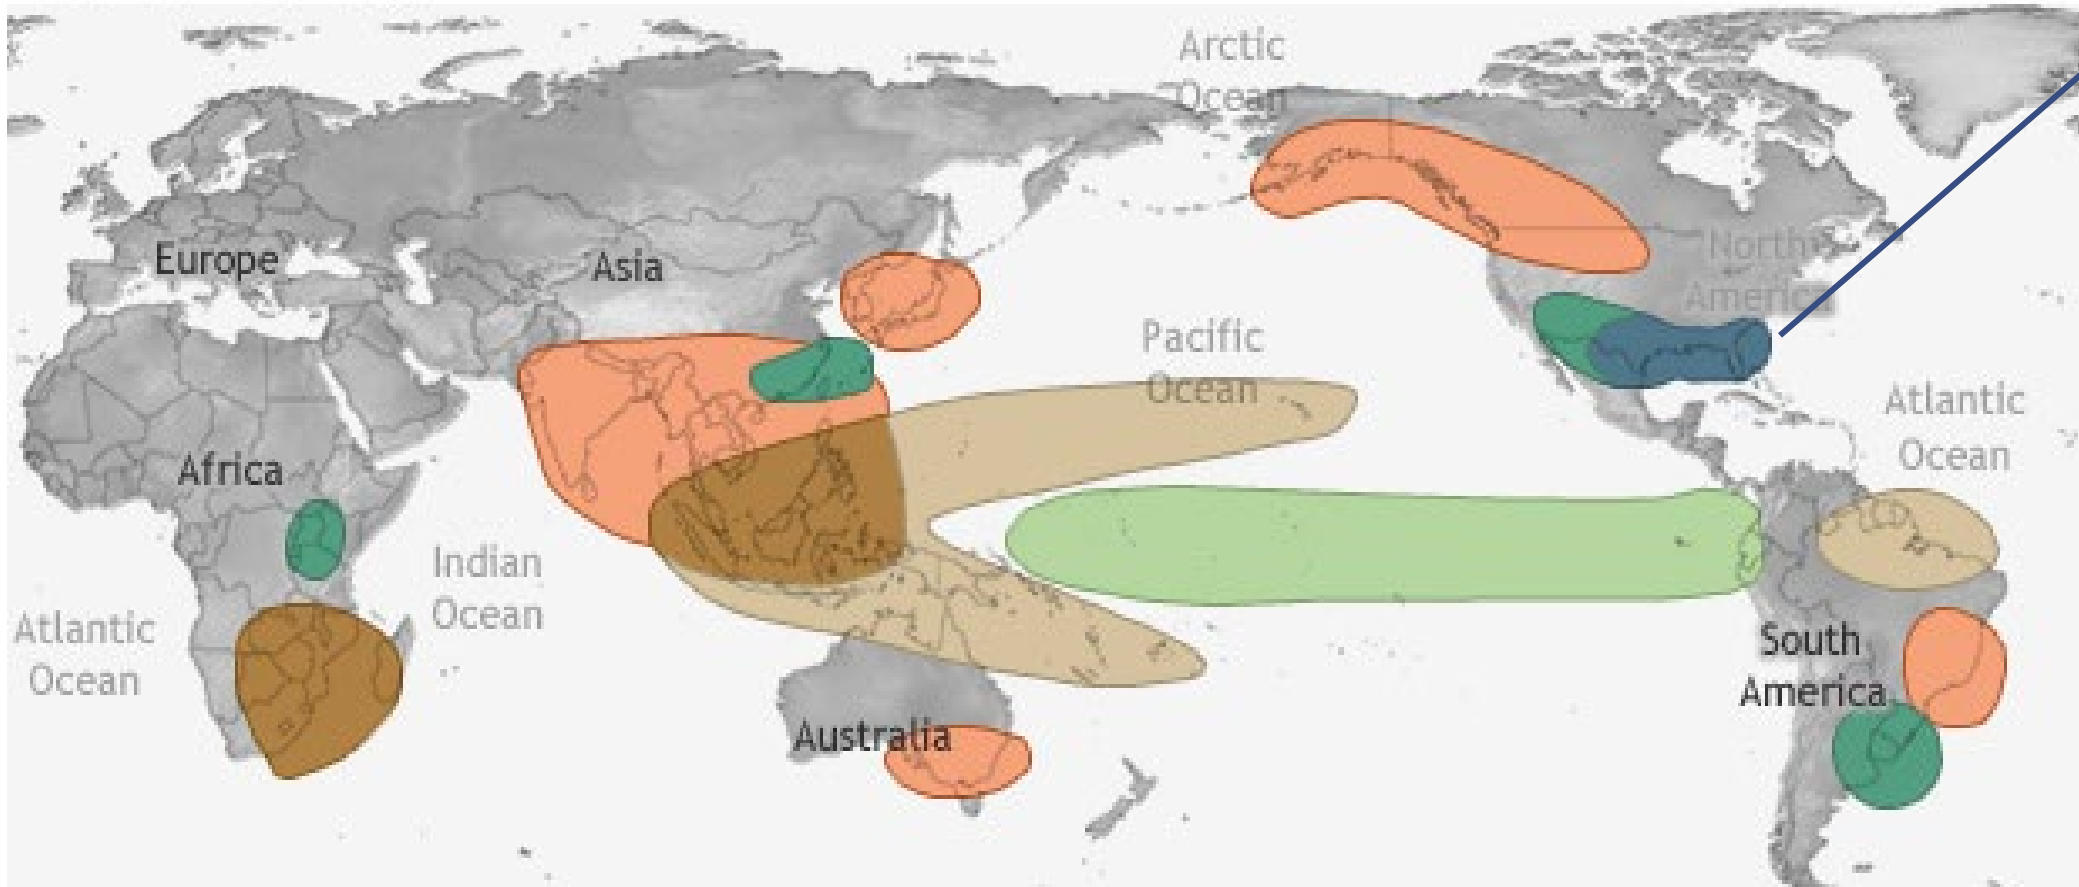 Arctic
Ocean
Europe
Asia
North
America
Pacific
Ocean
Atlantic
Ocean
Africa
Indian
Ocean
Atlantic
Ocean
South
America
Australia